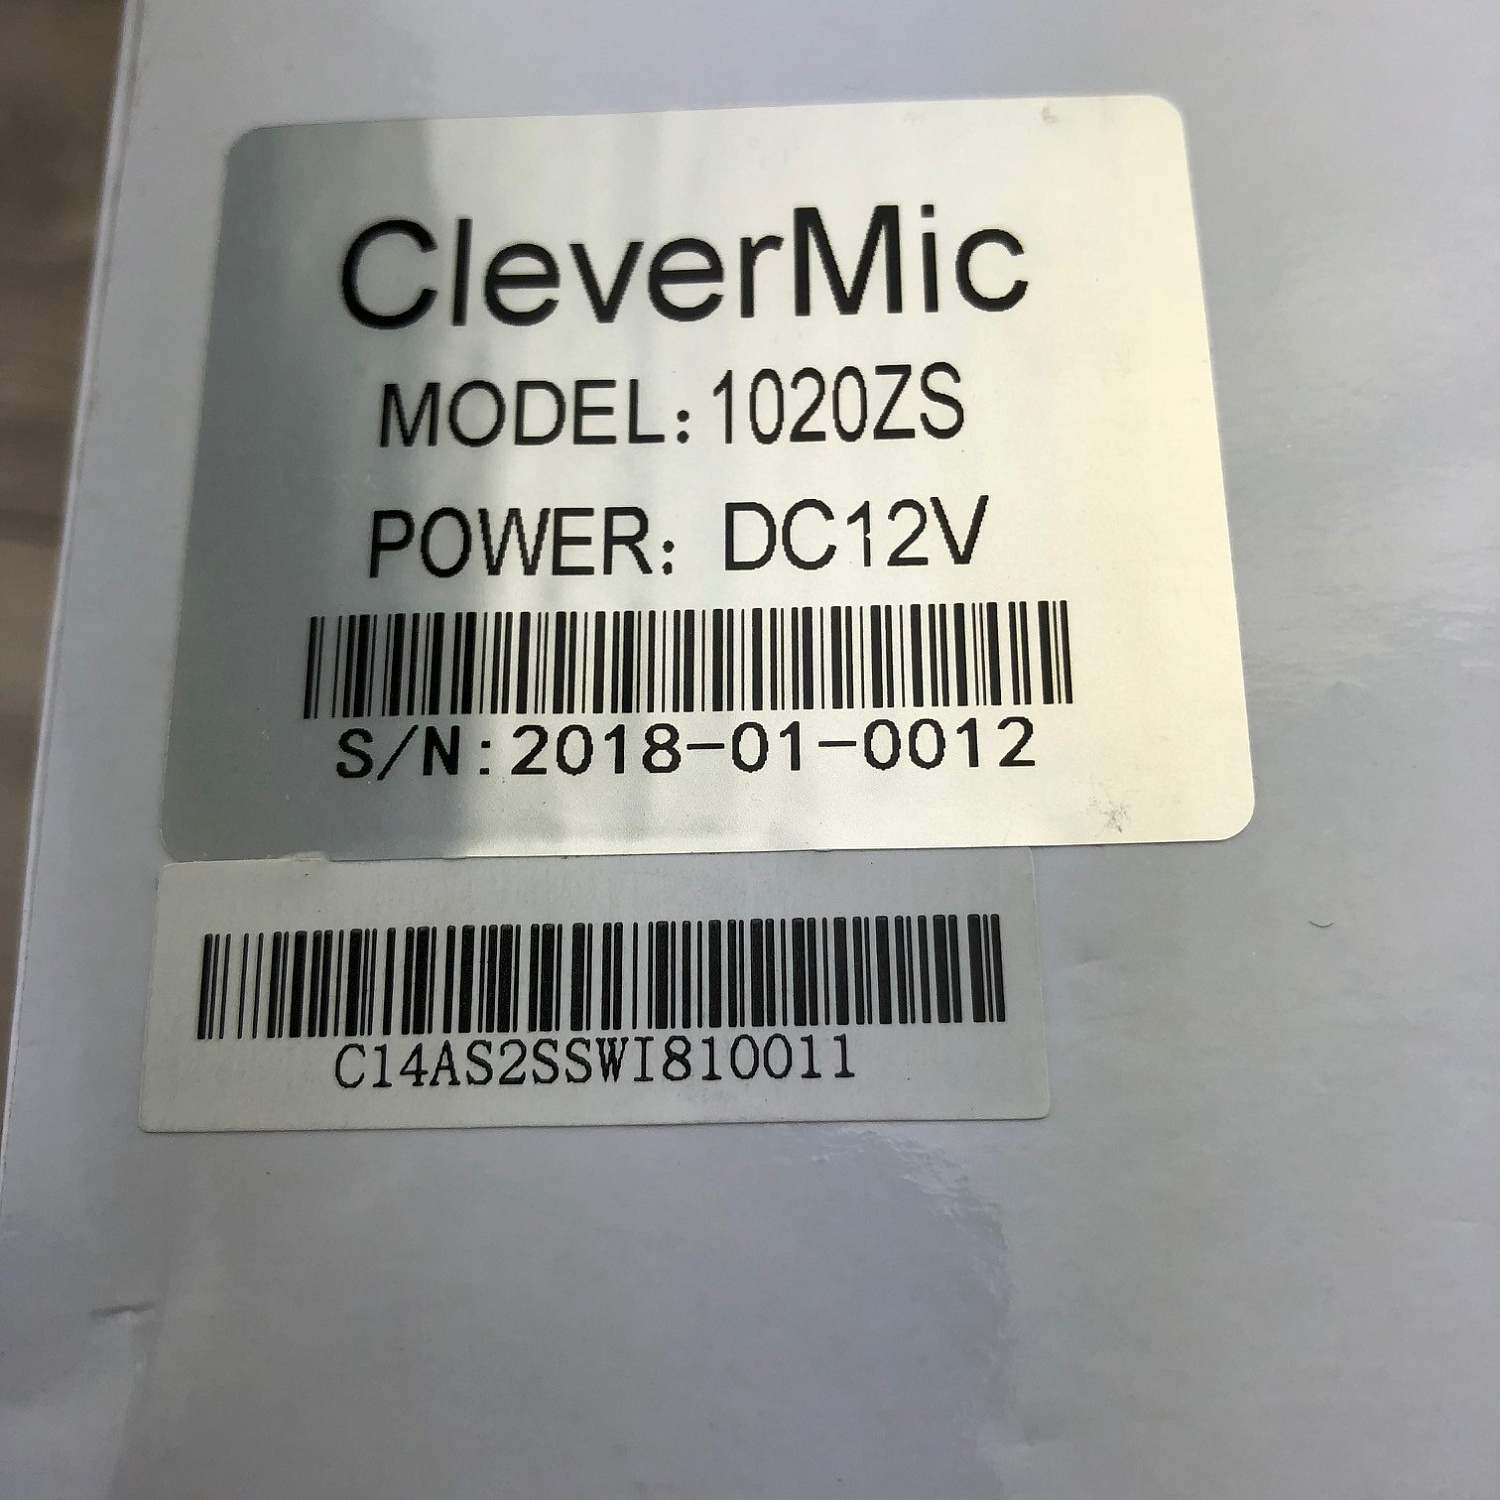 CleverMic
MODEL: 1020ZS
POWER: DC12V
S/N:2018-01-0012
C14AS2SSWI810011